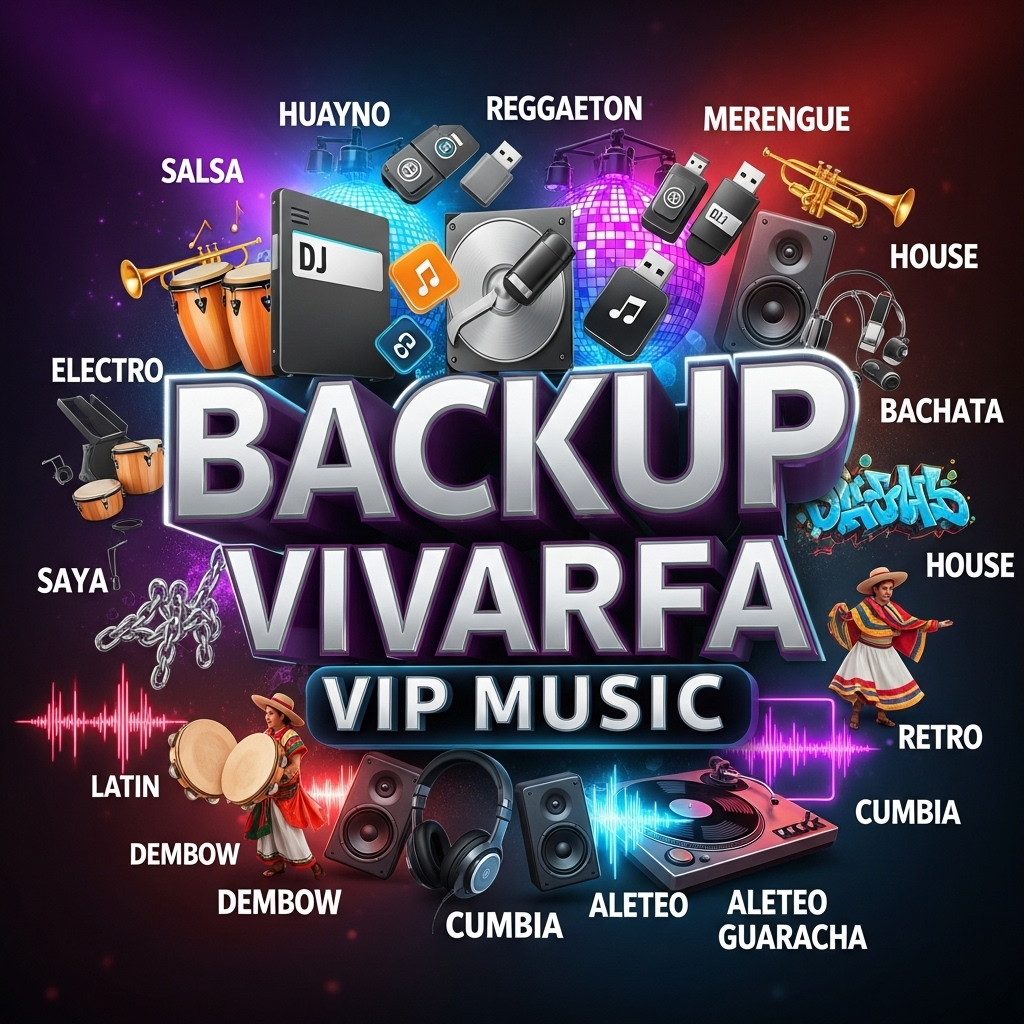 HUAYNO
REGGAETON
MERENGUE
SALSA
DJ
HOUSE
ELECTRO
BACHATA
BACKUP
VIVARFA
HOUSE
SAYA
VIP MUSIC
RETRO
LATIN
CUMBIA
DEMBOW
DEMBOW
CUMBIA
ALETEO
ALETEO
GUARACHA